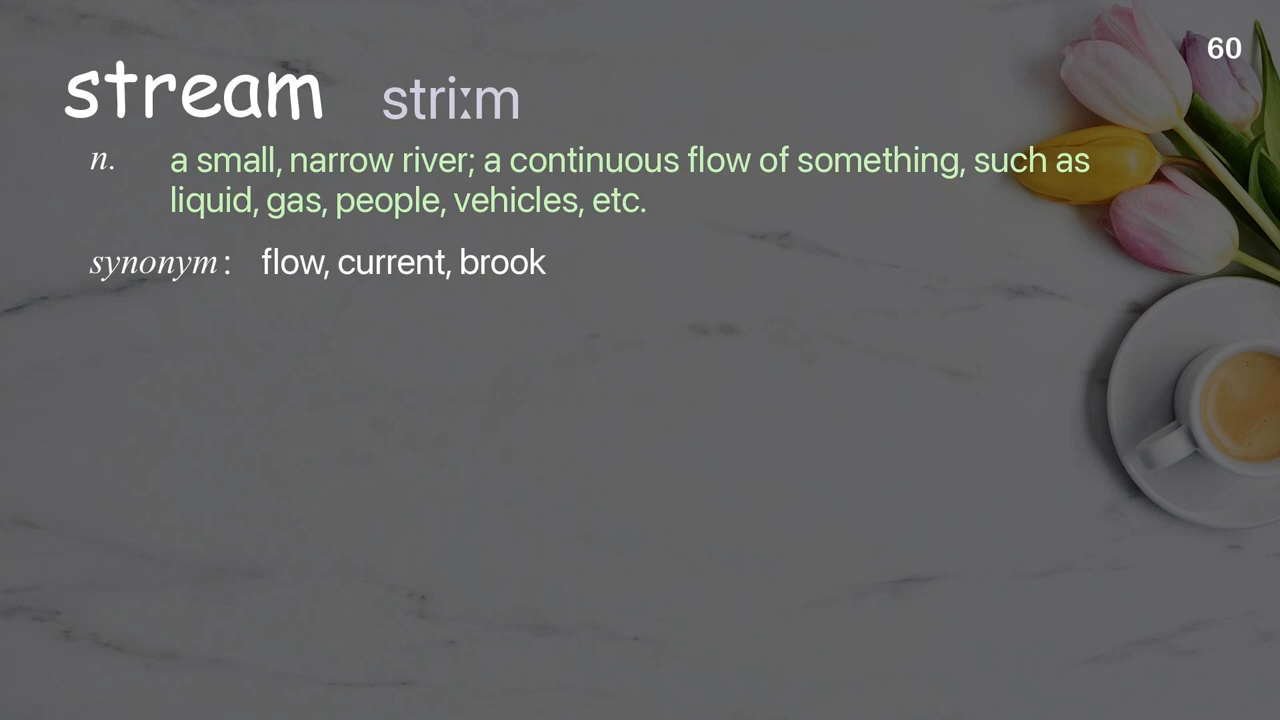 60
stream striːm
n. a small, narrow river; a continuous flow of something, such as
liquid, gas, people, vehicles, etc.
synonym : flow, current, brook